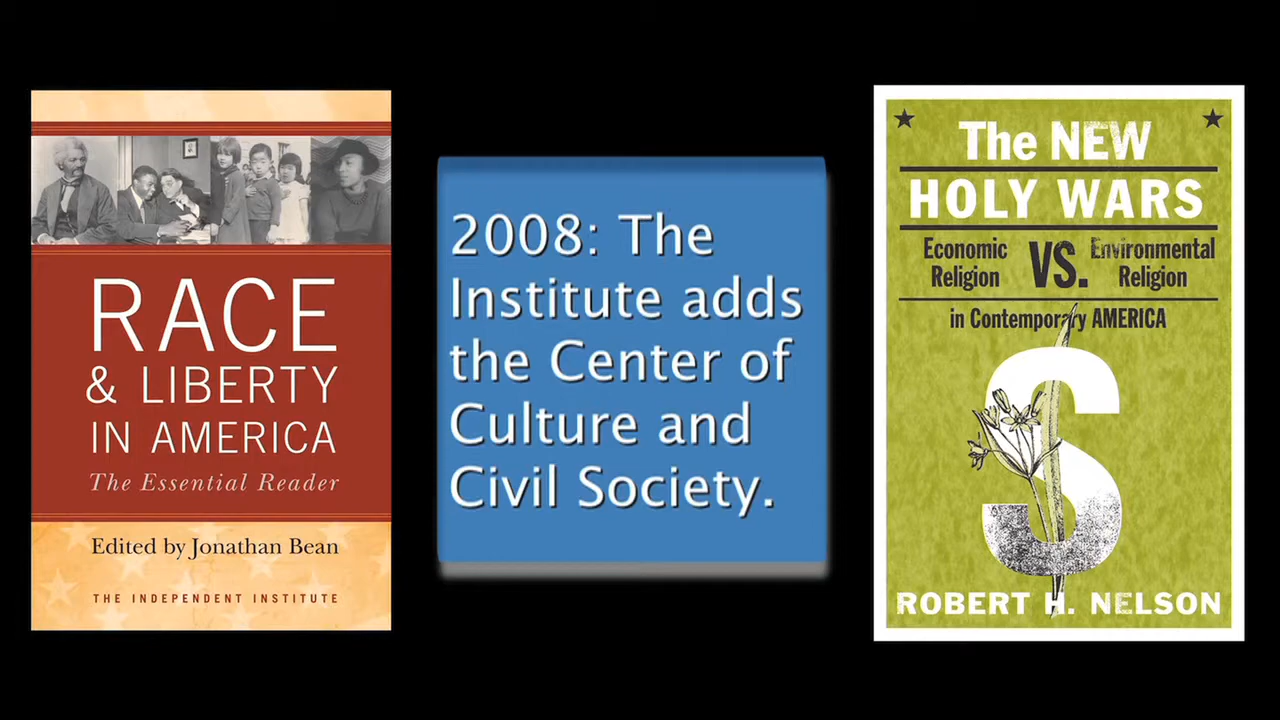 RACE
& LIBERTY
IN AMERICA
The Essential Reader
Edited by Jonathan Bean
THE INDEPENDENT INSTITUTE
2008: The
Institute adds
the Center of
Culture and
Civil Society.
The NEW
HOLY WARS
Economic
Religion
VS.
Environmental
Religion
in Contemporary AMERICA
ROBERT H. NELSON